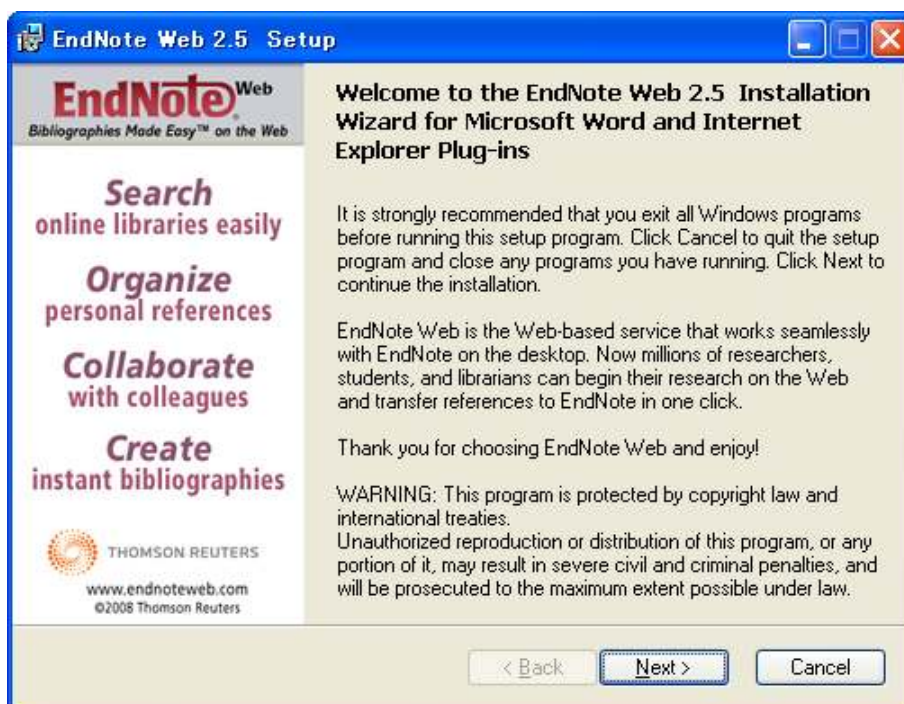 EndNote Web 2.5 Setup
EndNote Web
Bibliographies Made Easy™ on the Web
Search
online libraries easily
Organize
personal references
Collaborate
with colleagues
Create
instant bibliographies
THOMSON REUTERS
www.endnoteweb.com
©2008 Thomson Reuters
Welcome to the EndNote Web 2.5 Installation
Wizard for Microsoft Word and Internet
Explorer Plug-ins
It is strongly recommended that you exit all Windows programs
before running this setup program. Click Cancel to quit the setup
program and close any programs you have running. Click Next to
continue the installation.
EndNote Web is the Web-based service that works seamlessly
with EndNote on the desktop. Now millions of researchers,
students, and librarians can begin their research on the Web
and transfer references to EndNote in one click.
Thank you for choosing EndNote Web and enjoy!
WARNING: This program is protected by copyright law and
international treaties.
Unauthorized reproduction or distribution of this program, or any
portion of it, may result in severe civil and criminal penalties, and
will be prosecuted to the maximum extent possible under law.
< Back
Next >
Cancel